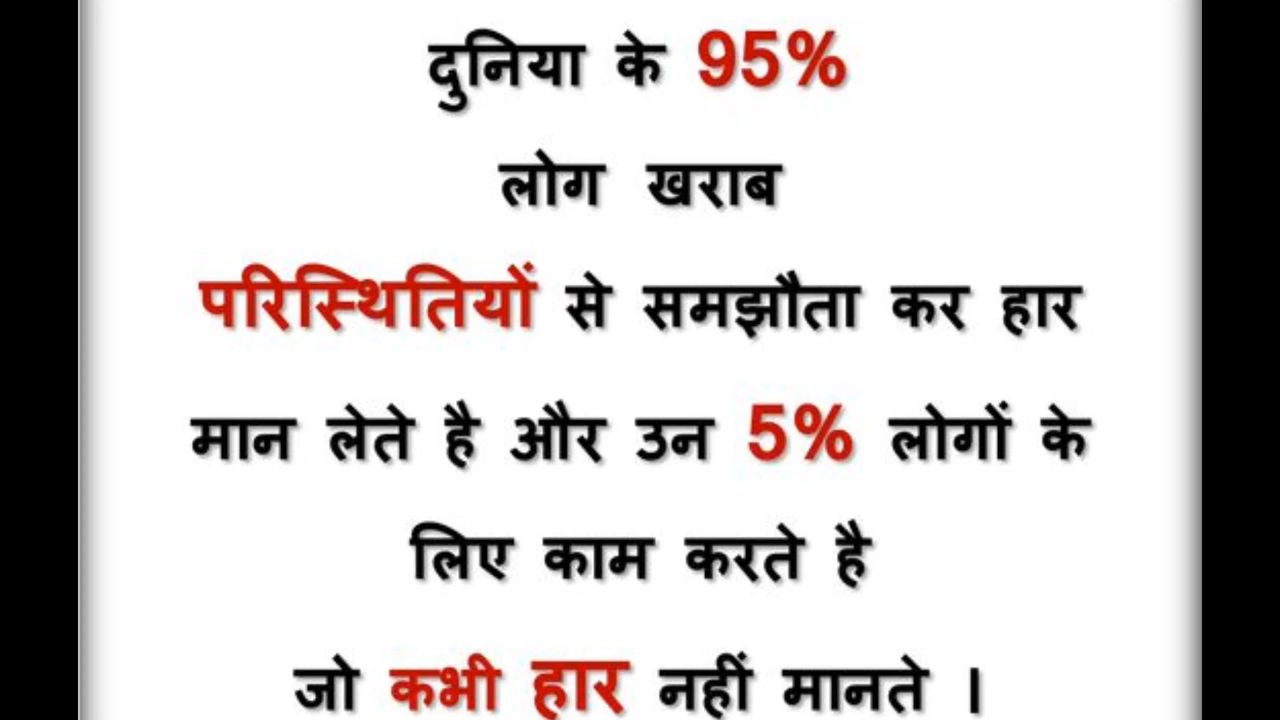 दुनिया के 95%
लोग खराब
परिस्थितियों से समझौता कर हार
मान लेते है और उन 5% लोगों के
लिए काम करते है
जो कभी हार नहीं मानते ।